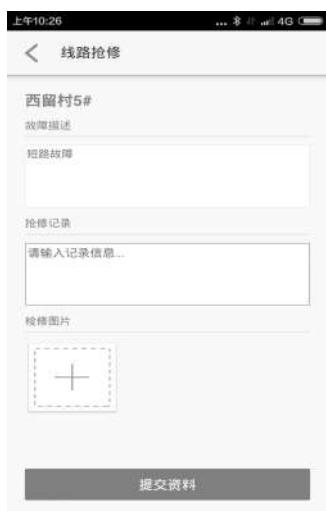 上午10:26 ... 4G
线路抢修
西留村5#
故障描述
短路故障
抢修记录
请输入记录信息...
检修图片
提交资料